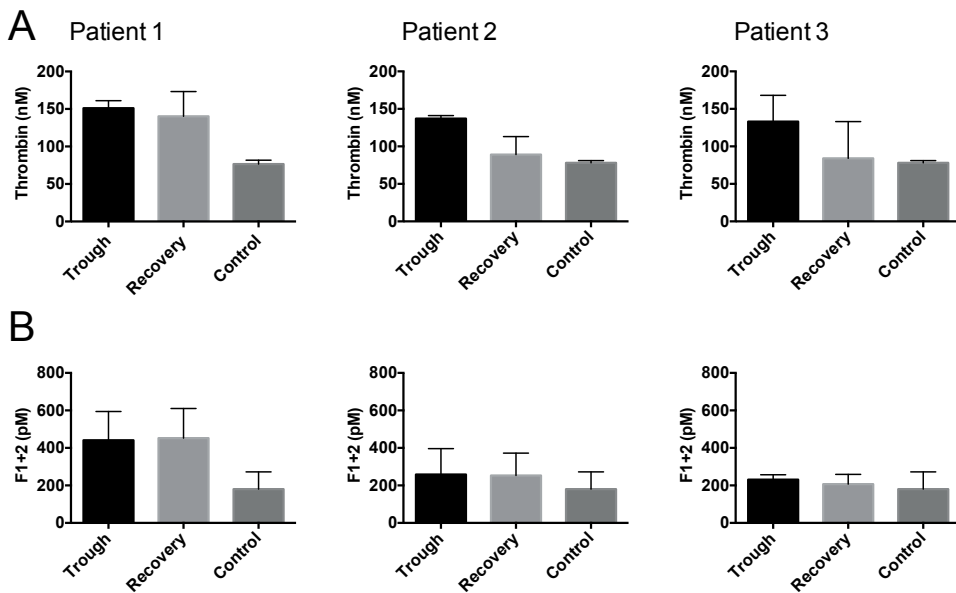 A
Patient 1
Patient 2
Patient 3
Thrombin (nM)
200
150
100
50
0
Trough
Recovery
Control
Thrombin (nM)
200
150
100
50
0
Trough
Recovery
Control
Thrombin (nM)
200
150
100
50
0
Trough
Recovery
Control
B
F1+2 (pM)
800
600
400
200
0
Trough
Recovery
Control
F1+2 (pM)
800
600
400
200
0
Trough
Recovery
Control
F1+2 (pM)
800
600
400
200
0
Trough
Recovery
Control